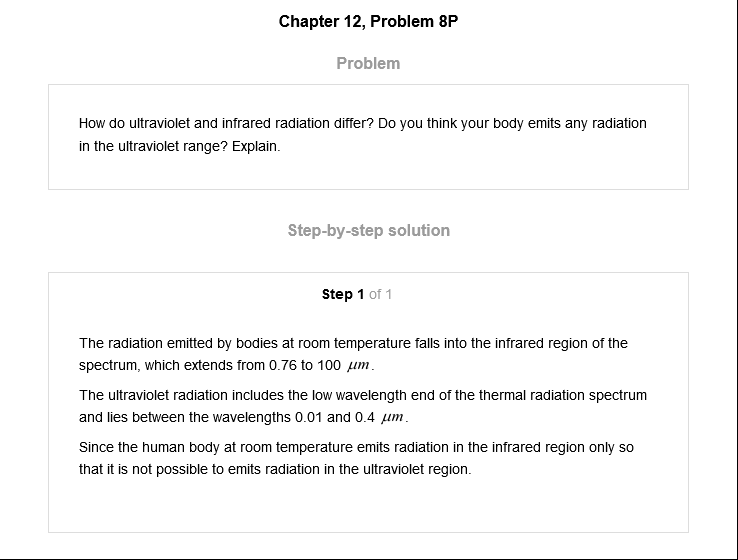 Chapter 12, Problem 8P
Problem
How do ultraviolet and infrared radiation differ? Do you think your body emits any radiation
in the ultraviolet range? Explain.
Step-by-step solution
Step 1 of 1
The radiation emitted by bodies at room temperature falls into the infrared region of the
spectrum, which extends from 0.76 to 100 μm.
The ultraviolet radiation includes the low wavelength end of the thermal radiation spectrum
and lies between the wavelengths 0.01 and 0.4 μm.
Since the human body at room temperature emits radiation in the infrared region only so
that it is not possible to emits radiation in the ultraviolet region.